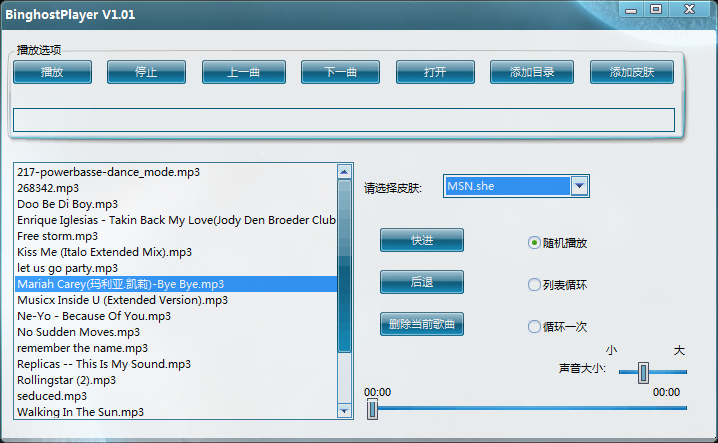 BinghostPlayer V1.01
播放选项
播放 停止 上一曲 下一曲 打开 添加目录 添加皮肤
217-powerbasse-dance_mode.mp3
268342.mp3
Doo Be Di Boy.mp3
Enrique Iglesias - Takin Back My Love(Jody Den Broeder Club
Free storm.mp3
Kiss Me (Italo Extended Mix).mp3
let us go party.mp3
Mariah Carey(玛利亚.凯莉)-Bye Bye.mp3
Musicx Inside U (Extended Version).mp3
Ne-Yo - Because Of You.mp3
No Sudden Moves.mp3
remember the name.mp3
Replicas -- This Is My Sound.mp3
Rollingstar (2).mp3
seduced.mp3
Walking In The Sun.mp3
请选择皮肤: MSN.she
快进 随机播放
后退 列表循环
删除当前歌曲 循环一次
小 大
声音大小:
00:00 00:00